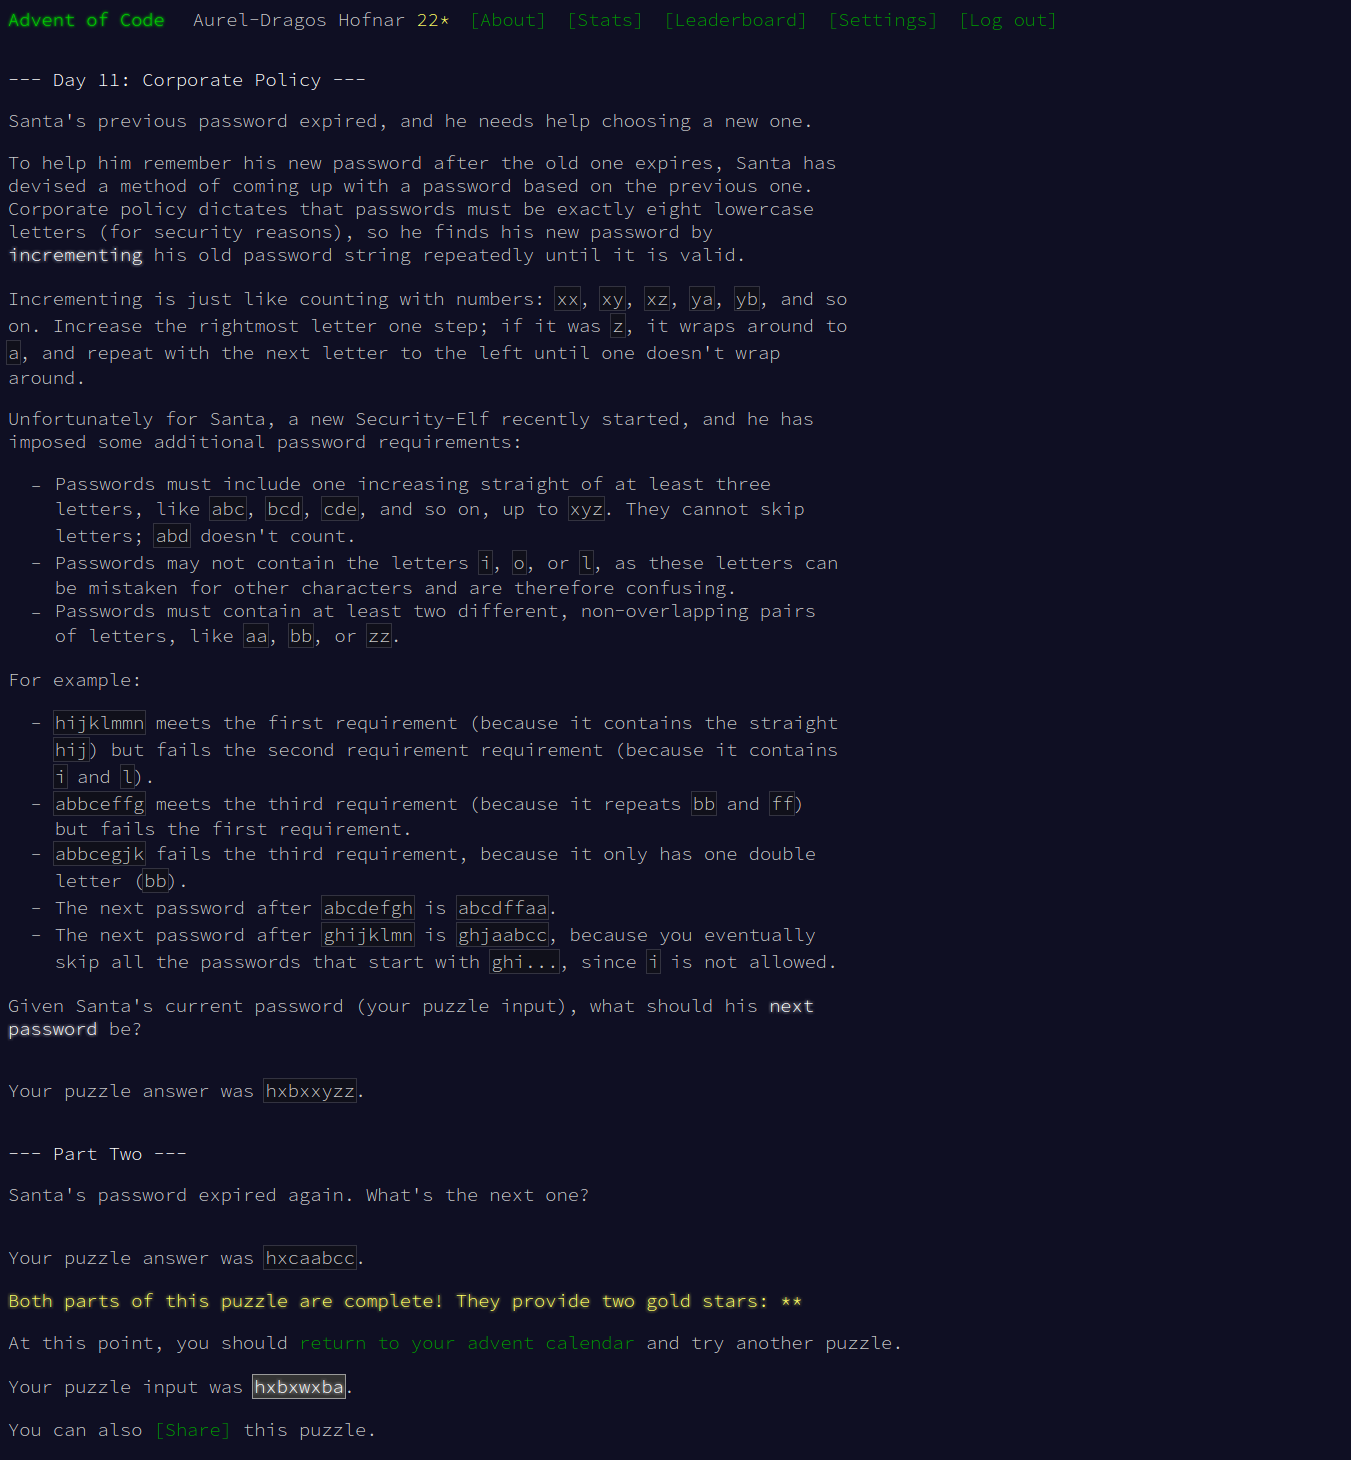 Advent of Code   Aurel-Dragos Hofnar 22*  [About]  [Stats]  [Leaderboard]  [Settings]  [Log out]
--- Day 11: Corporate Policy ---
Santa's previous password expired, and he needs help choosing a new one.
To help him remember his new password after the old one expires, Santa has
devised a method of coming up with a password based on the previous one.
Corporate policy dictates that passwords must be exactly eight lowercase
letters (for security reasons), so he finds his new password by
incrementing his old password string repeatedly until it is valid.
Incrementing is just like counting with numbers: xx, xy, xz, ya, yb, and so
on. Increase the rightmost letter one step; if it was z, it wraps around to
a, and repeat with the next letter to the left until one doesn't wrap
around.
Unfortunately for Santa, a new Security-Elf recently started, and he has
imposed some additional password requirements:
- Passwords must include one increasing straight of at least three
letters, like abc, bcd, cde, and so on, up to xyz. They cannot skip
letters; abd doesn't count.
- Passwords may not contain the letters i, o, or l, as these letters can
be mistaken for other characters and are therefore confusing.
- Passwords must contain at least two different, non-overlapping pairs
of letters, like aa, bb, or zz.
For example:
- hijklmmn meets the first requirement (because it contains the straight
hij) but fails the second requirement requirement (because it contains
i and l).
- abbceffg meets the third requirement (because it repeats bb and ff)
but fails the first requirement.
- abbcegjk fails the third requirement, because it only has one double
letter (bb).
- The next password after abcdefgh is abcdffaa.
- The next password after ghijklmn is ghjaabcc, because you eventually
skip all the passwords that start with ghi..., since i is not allowed.
Given Santa's current password (your puzzle input), what should his next
password be?
Your puzzle answer was hxbxxyzz.
--- Part Two ---
Santa's password expired again. What's the next one?
Your puzzle answer was hxcaabcc.
Both parts of this puzzle are complete! They provide two gold stars: **
At this point, you should return to your advent calendar and try another puzzle.
Your puzzle input was hxbxwxba.
You can also [Share] this puzzle.